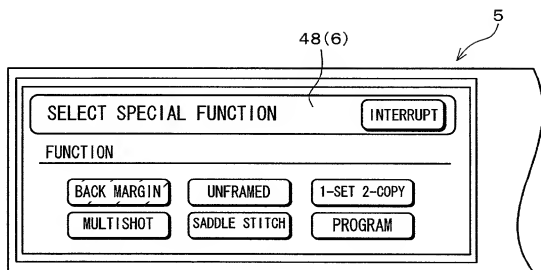 48(6)
5
SELECT SPECIAL FUNCTION INTERRUPT
FUNCTION
BACK MARGIN UNFRAMED 1-SET 2-COPY
MULTISHOT SADDLE STITCH PROGRAM